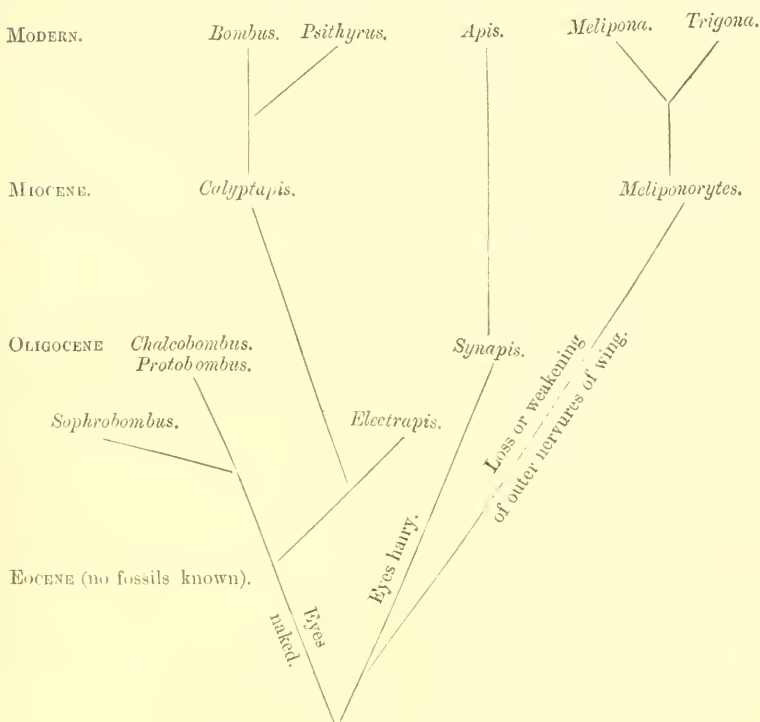 MODERN. Bombus. Psithyrus. Apis. Melipona. Trigona.
MIOCENE. Calyptapis. Meliponorytes.
OLIGOCENE Chalcobombus. Synapis.
Protobombus.
Sophrobombus. Electrapis.
Loss or weakening
of outer nervures of wing.
Eyes hairy.
EOCENE (no fossils known).
Eyes
naked.